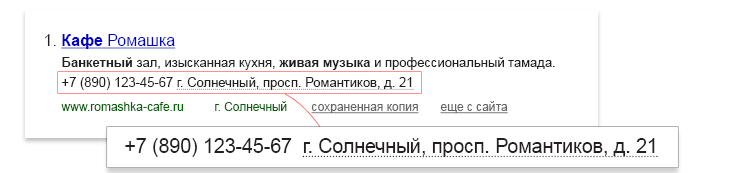 1. Кафе Ромашка
Банкетный зал, изысканная кухня, живая музыка и профессиональный тамада.
+7 (890) 123-45-67 г. Солнечный, просп. Романтиков, д. 21
www.romashka-cafe.ru г. Солнечный сохраненная копия еще с сайта
+7 (890) 123-45-67 г. Солнечный, просп. Романтиков, д. 21